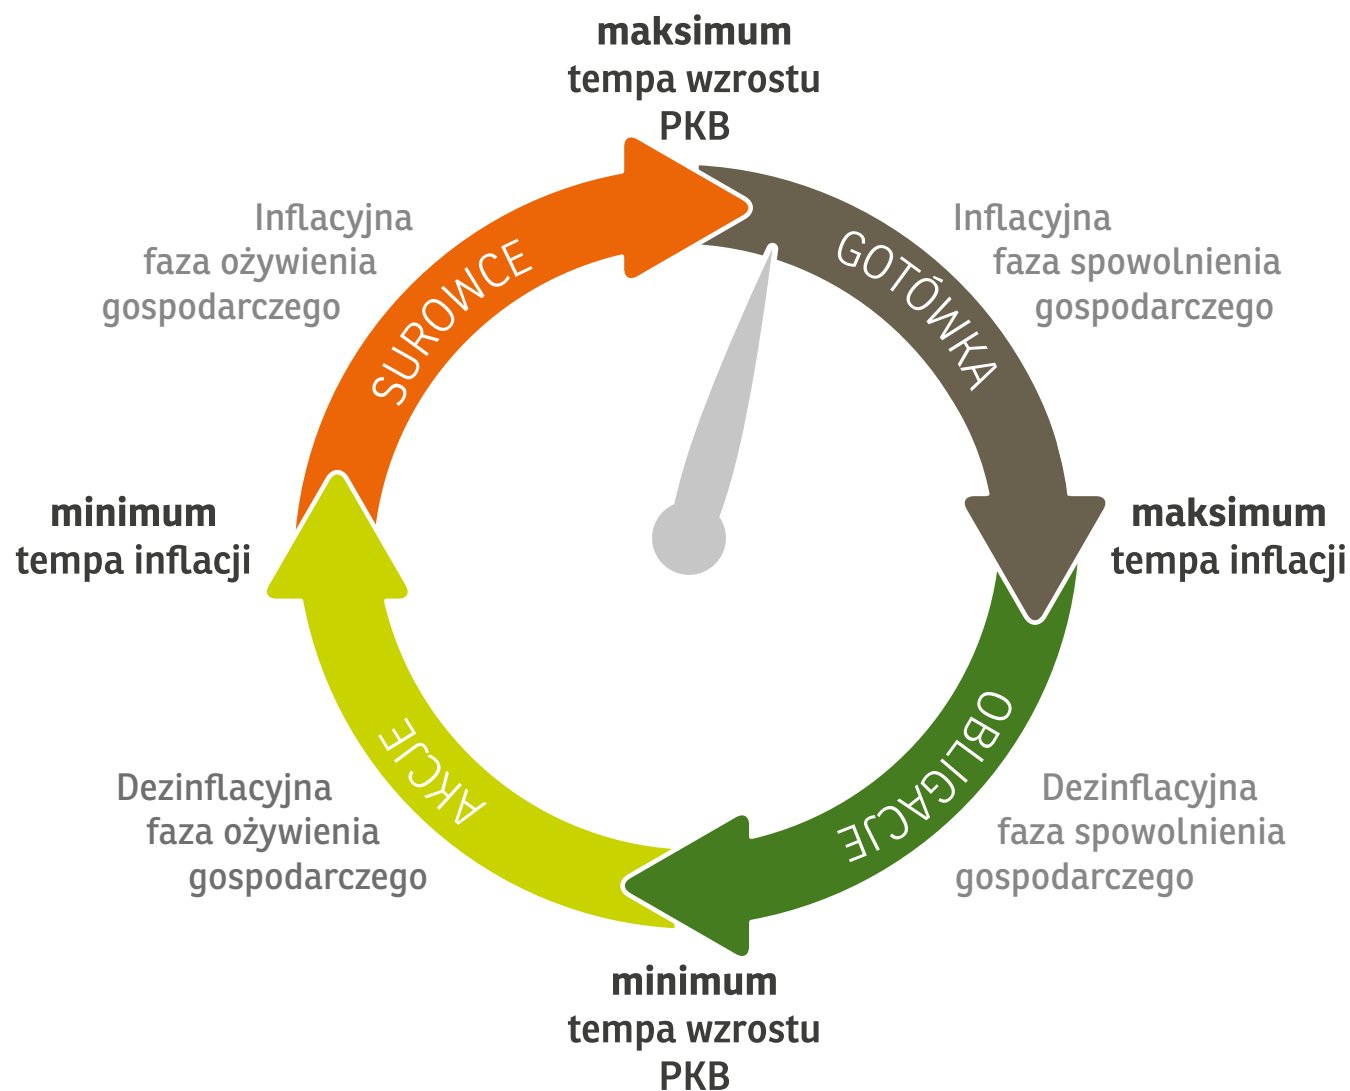 maksimum
tempa wzrostu
PKB
Inflacyjna
faza ożywienia
gospodarczego
SUROWCE
GOTÓWKA
Inflacyjna
faza spowolnienia
gospodarczego
minimum
tempa inflacji
maksimum
tempa inflacji
Dezinflacyjna
faza ożywienia
gospodarczego
AKCJE
OBLIGACJE
Dezinflacyjna
faza spowolnienia
gospodarczego
minimum
tempa wzrostu
PKB